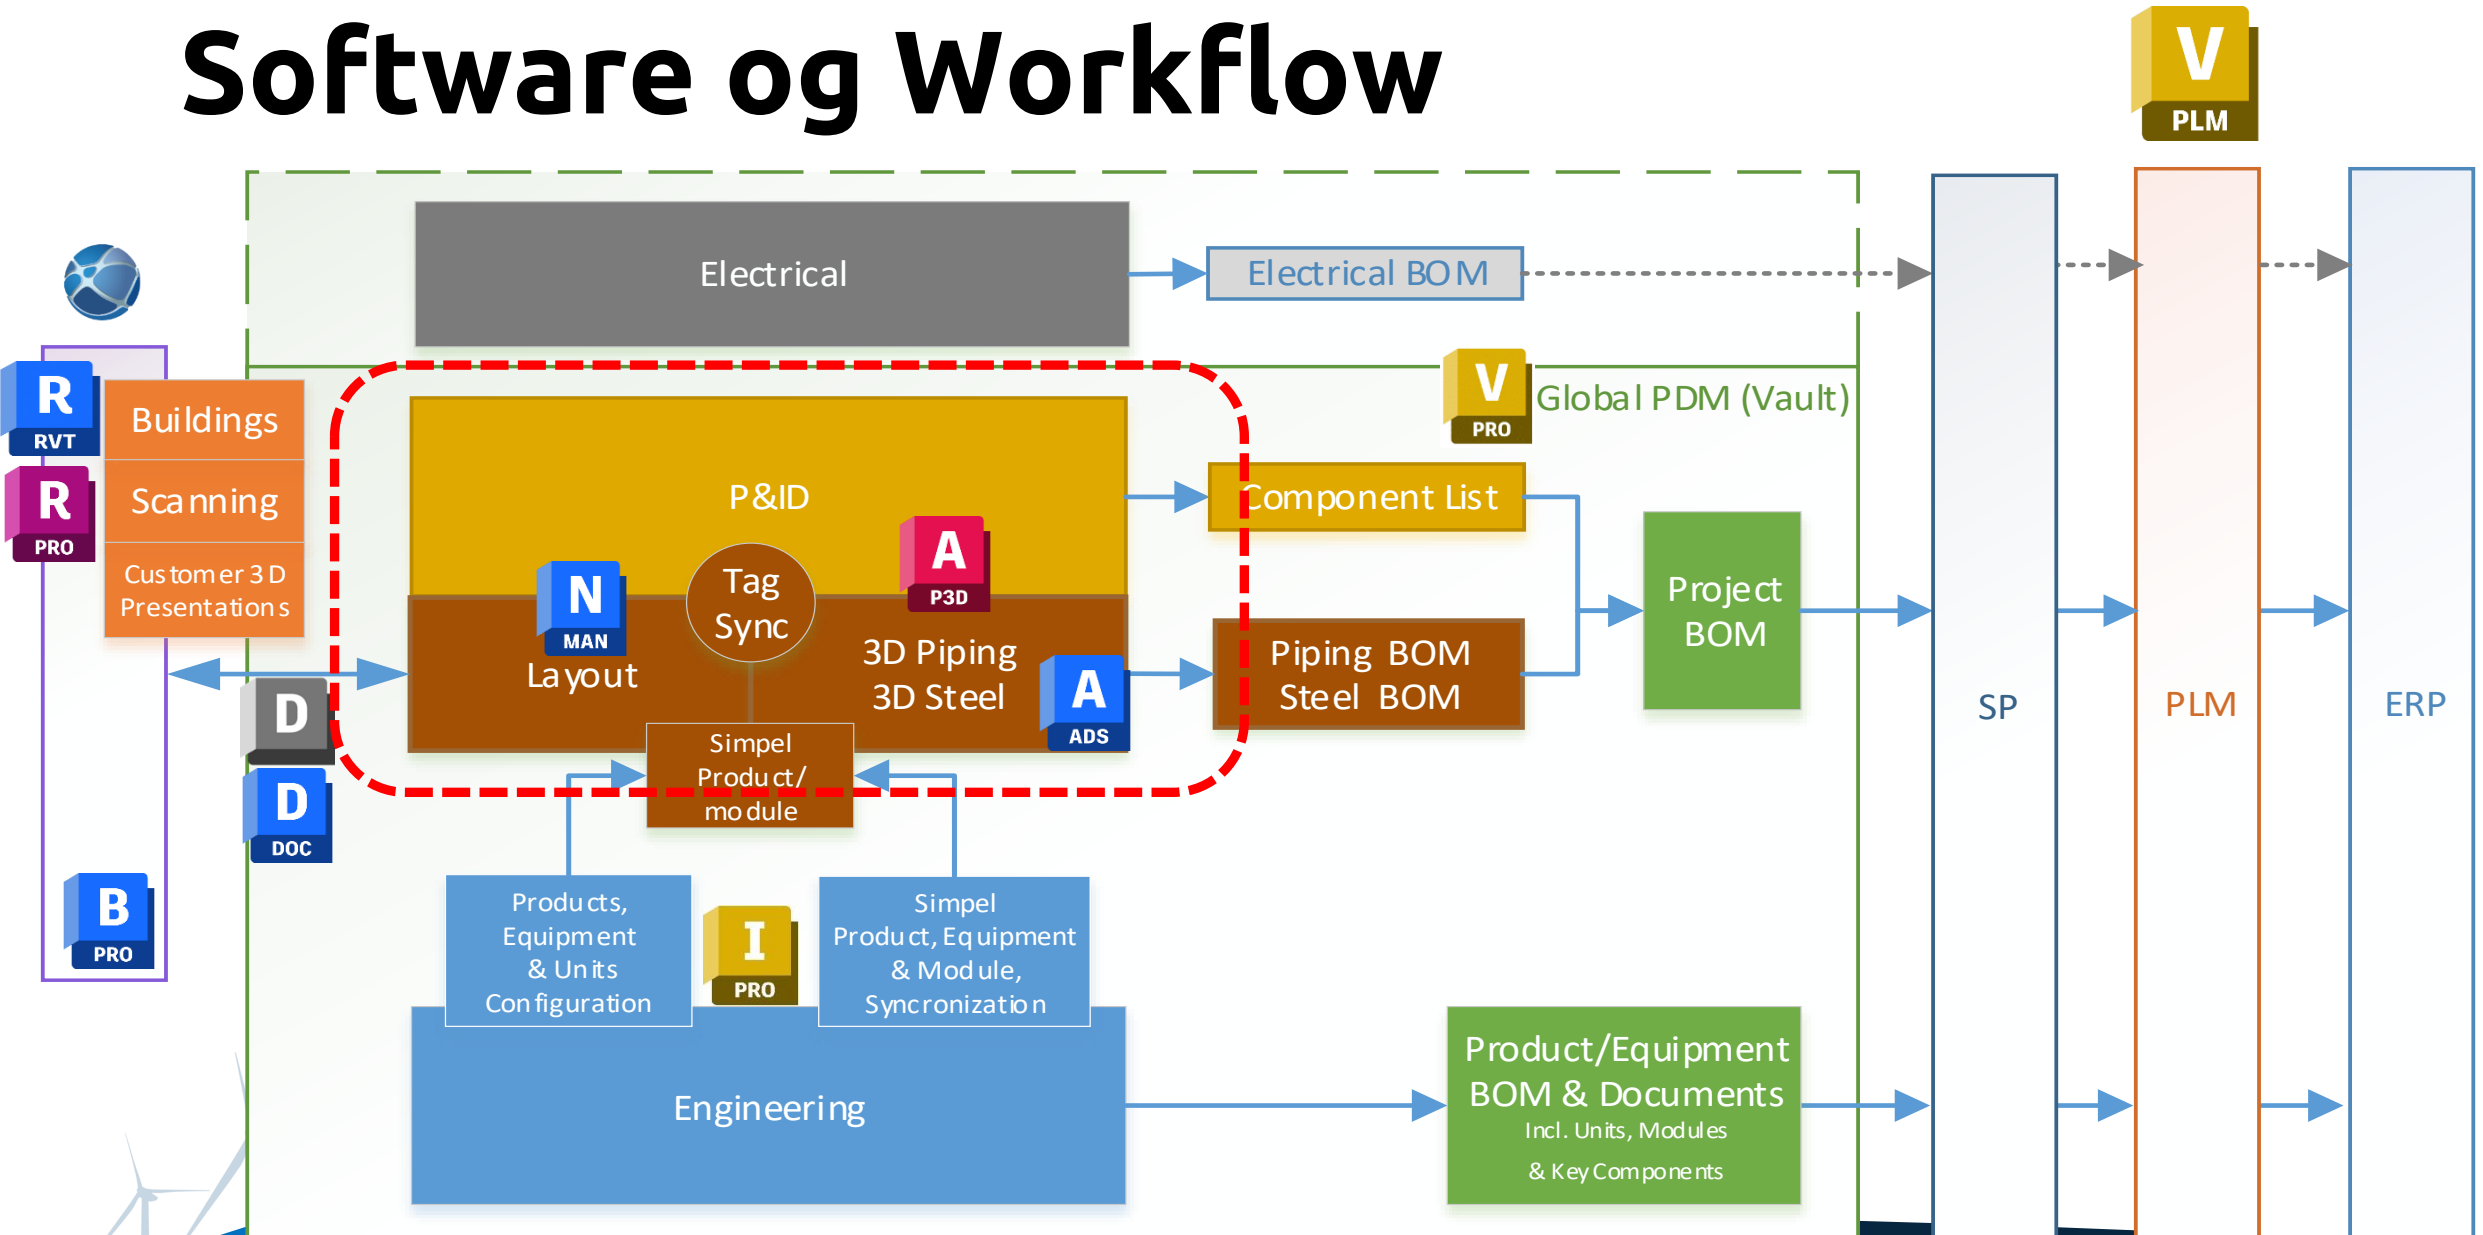 Software og Workflow
V
PLM
Electrical
Electrical BOM
R
RVT
Buildings
R
PRO
Scanning
Customer 3D
Presentations
V
PRO
Global PDM (Vault)
P&ID
Component List
N
MAN
Tag
Sync
A
P3D
Layout
3D Piping
3D Steel
A
ADS
Piping BOM
Steel BOM
Project
BOM
SP
PLM
ERP
D
D
DOC
Simpel
Product/
module
B
PRO
Products,
Equipment
& Units
Configuration
I
PRO
Simpel
Product, Equipment
& Module,
Syncronization
Engineering
Product/Equipment
BOM & Documents
Incl. Units, Modules
& Key Components